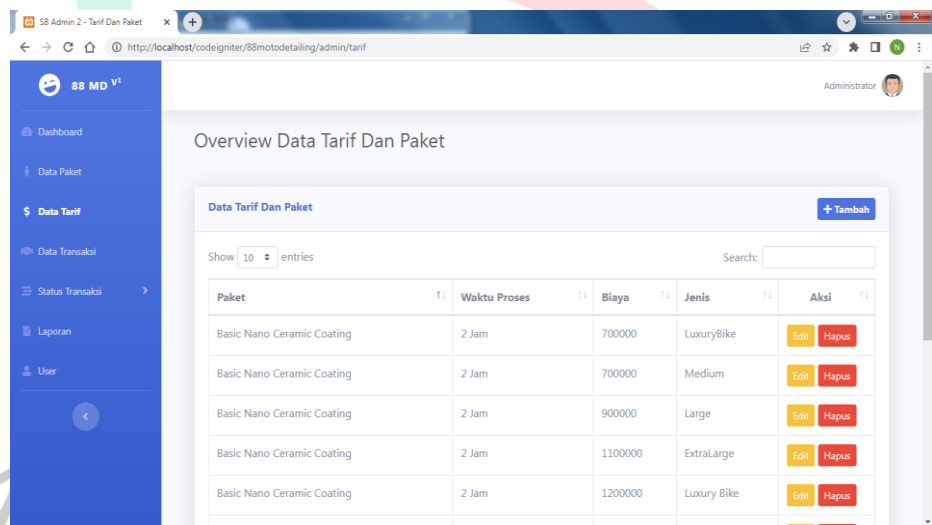 SB Admin 2 - Tarif Dan Paket
http://localhost/codeigniter/88motodetailing/admin/tarif
N
88 MD V1
Administrator
Dashboard
Data Paket
$ Data Tarif
Data Transaksi
Status Transaksi
Laporan
User
Overview Data Tarif Dan Paket
Data Tarif Dan Paket
+ Tambah
Show 10 entries
Search:
Paket Waktu Proses Biaya Jenis Aksi
Basic Nano Ceramic Coating 2 Jam 700000 LuxuryBike Edit Hapus
Basic Nano Ceramic Coating 2 Jam 700000 Medium Edit Hapus
Basic Nano Ceramic Coating 2 Jam 900000 Large Edit Hapus
Basic Nano Ceramic Coating 2 Jam 1100000 ExtraLarge Edit Hapus
Basic Nano Ceramic Coating 2 Jam 1200000 Luxury Bike Edit Hapus